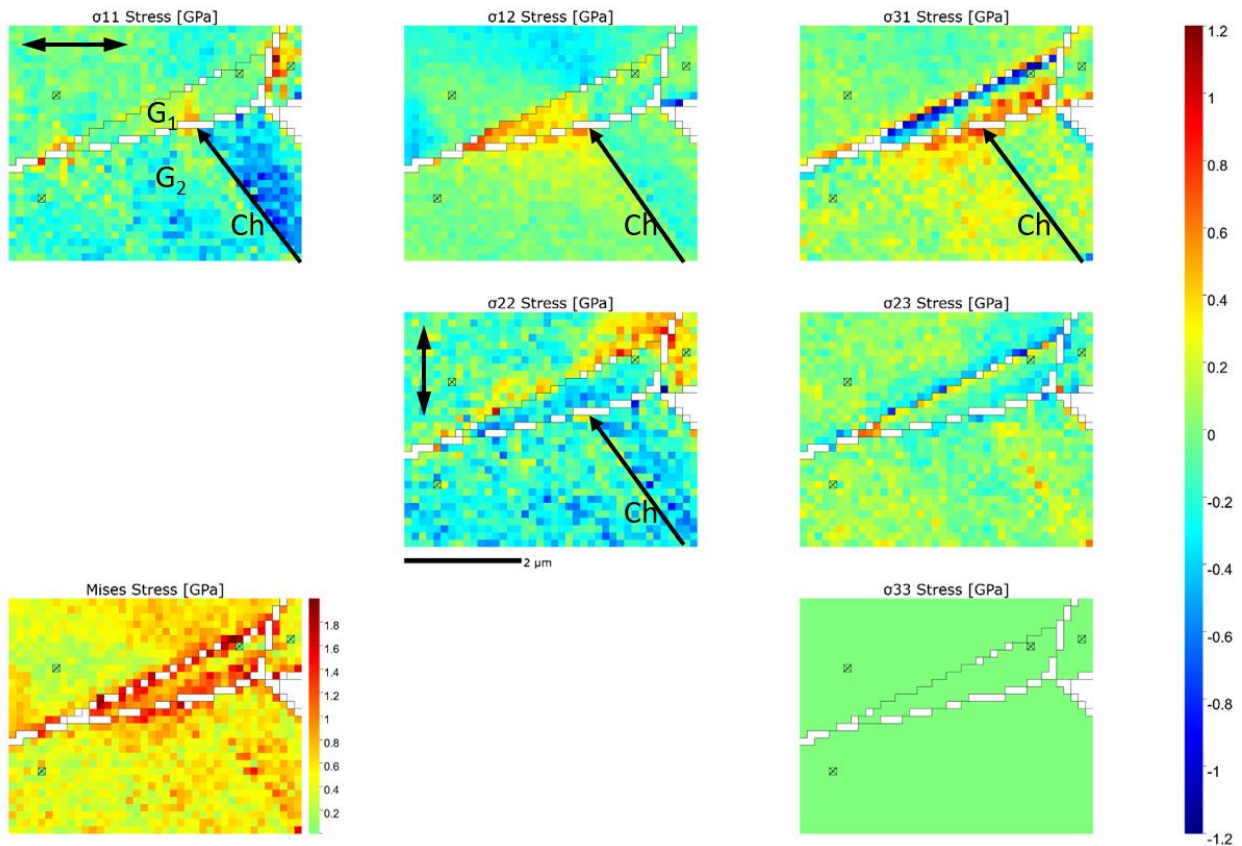 σ11 Stress [GPa]
σ12 Stress [GPa]
σ31 Stress [GPa]
G1
G2
Ch
Ch
Ch
σ22 Stress [GPa]
σ23 Stress [GPa]
Ch
2 μm
Mises Stress [GPa]
σ33 Stress [GPa]
1.8
1.6
1.4
1.2
1
0.8
0.6
0.4
0.2
1.2
1
0.8
0.6
0.4
0.2
0
-0.2
-0.4
-0.6
-0.8
-1
-1.2